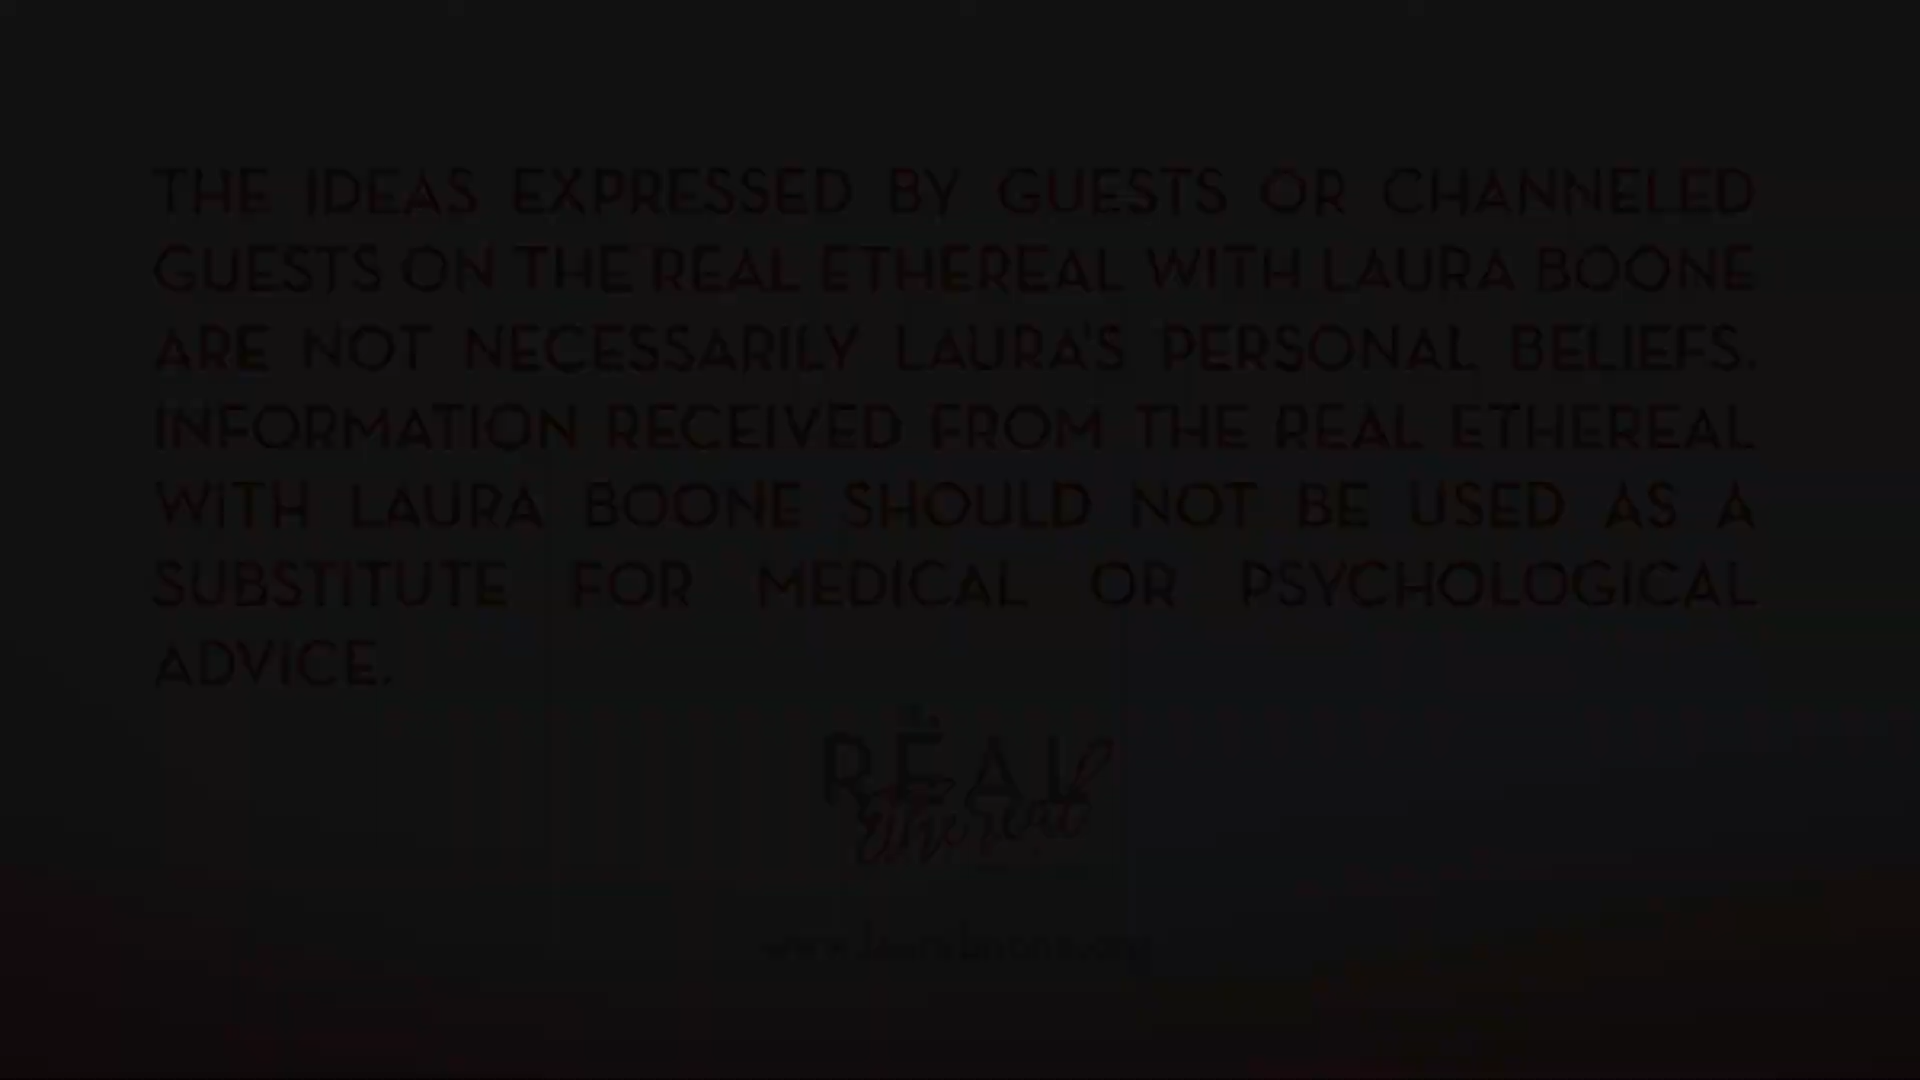 THE IDEAS EXPRESSED BY GUESTS OR CHANNELED
GUESTS ON THE REAL ETHEREAL WITH LAURA BOONE
ARE NOT NECESSARILY LAURA'S PERSONAL BELIEFS.
INFORMATION RECEIVED FROM THE REAL ETHEREAL
WITH LAURA BOONE SHOULD NOT BE USED AS A
SUBSTITUTE FOR MEDICAL OR PSYCHOLOGICAL
ADVICE.
REAL
Ethereal